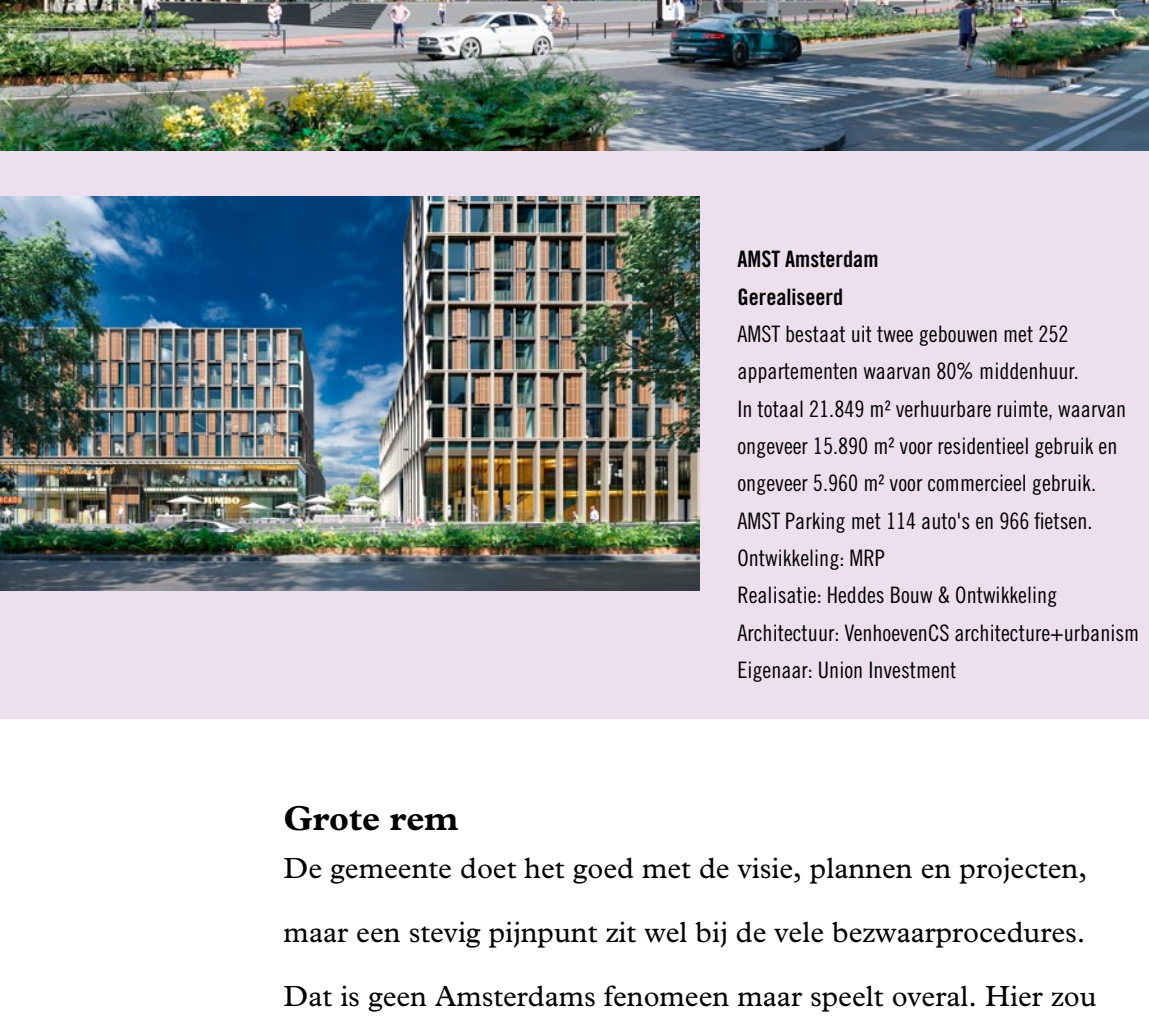 JUMBO
AMST Amsterdam
Gerealiseerd
AMST bestaat uit twee gebouwen met 252
appartementen waarvan 80% middenhuur.
In totaal 21.849 m² verhuurbare ruimte, waarvan
ongeveer 15.890 m² voor residentieel gebruik en
ongeveer 5.960 m² voor commercieel gebruik.
AMST Parking met 114 auto's en 966 fietsen.
Ontwikkeling: MRP
Realisatie: Heddes Bouw & Ontwikkeling
Architectuur: VenhoevenCS architecture+urbanism
Eigenaar: Union Investment
Grote rem
De gemeente doet het goed met de visie, plannen en projecten,
maar een stevig pijnpunt zit wel bij de vele bezwaarprocedures.
Dat is geen Amsterdams fenomeen maar speelt overal. Hier zou